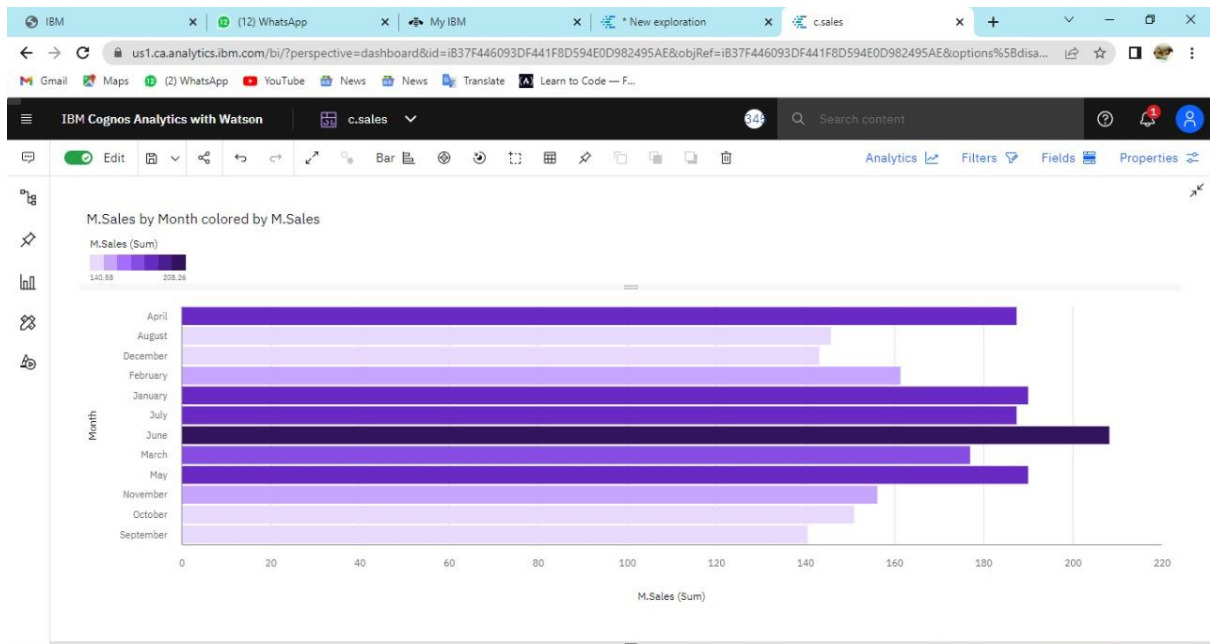 IBM
(12) WhatsApp
My IBM
* New exploration
c.sales
us1.ca.analytics.ibm.com/bi/?perspective=dashboard&id=iB37F446093DF441F8D594E0D982495AE&objRef=iB37F446093DF441F8D594E0D982495AE&options%5Bdisa...
Gmail Maps (2) WhatsApp YouTube News News Translate Learn to Code — F...
IBM Cognos Analytics with Watson c.sales Search content 1
Edit Bar Analytics Filters Fields Properties
M.Sales by Month colored by M.Sales
M.Sales (Sum)
140.58 208.26
April
August
December
February
January
July
June
March
May
November
October
September
Month
0 20 40 60 80 100 120 140 160 180 200 220
M.Sales (Sum)